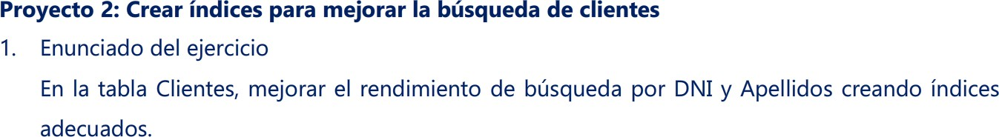 Proyecto 2: Crear índices para mejorar la búsqueda de clientes
1. Enunciado del ejercicio
En la tabla Clientes, mejorar el rendimiento de búsqueda por DNI y Apellidos creando índices
adecuados.